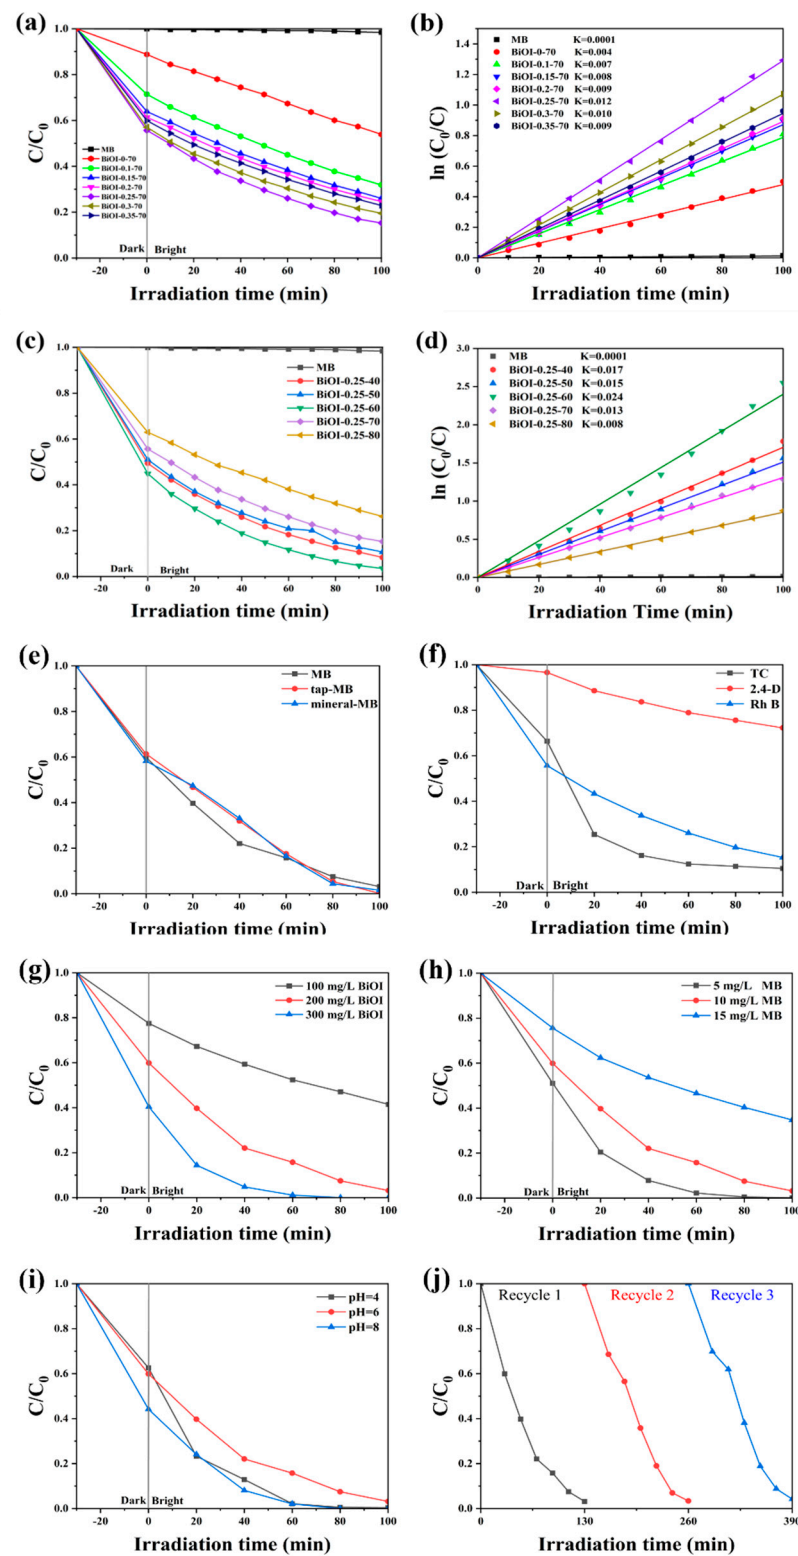 (a)
1.0
0.8
0.6
0.4
0.2
0.0
C/C0
MB
BiOI-0-70
BiOI-0.1-70
BiOI-0.15-70
BiOI-0.2-70
BiOI-0.25-70
BiOI-0.3-70
BiOI-0.35-70
Dark Bright
-20 0 20 40 60 80 100
Irradiation time (min)
(b)
1.4
1.2
1.0
0.8
0.6
0.4
0.2
0.0
ln (C0/C)
MB K=0.0001
BiOI-0-70 K=0.004
BiOI-0.1-70 K=0.007
BiOI-0.15-70 K=0.008
BiOI-0.2-70 K=0.009
BiOI-0.25-70 K=0.012
BiOI-0.3-70 K=0.010
BiOI-0.35-70 K=0.009
0 20 40 60 80 100
Irradiation Time (min)
(c)
1.0
0.8
0.6
0.4
0.2
0.0
C/C0
MB
BiOI-0.25-40
BiOI-0.25-50
BiOI-0.25-60
BiOI-0.25-70
BiOI-0.25-80
Dark Bright
-20 0 20 40 60 80 100
Irradiation time (min)
(d)
3.0
2.5
2.0
1.5
1.0
0.5
0.0
ln (C0/C)
MB K=0.0001
BiOI-0.25-40 K=0.017
BiOI-0.25-50 K=0.015
BiOI-0.25-60 K=0.024
BiOI-0.25-70 K=0.013
BiOI-0.25-80 K=0.008
0 20 40 60 80 100
Irradiation Time (min)
(e)
1.0
0.8
0.6
0.4
0.2
0.0
C/C0
MB
tap-MB
mineral-MB
-20 0 20 40 60 80 100
Irradiation time (min)
(f)
1.0
0.8
0.6
0.4
0.2
0.0
C/C0
TC
2.4-D
Rh B
Dark Bright
-20 0 20 40 60 80 100
Irradiation time (min)
(g)
1.0
0.8
0.6
0.4
0.2
0.0
C/C0
100 mg/L BiOI
200 mg/L BiOI
300 mg/L BiOI
Dark Bright
-20 0 20 40 60 80 100
Irradiation time (min)
(h)
1.0
0.8
0.6
0.4
0.2
0.0
C/C0
5 mg/L MB
10 mg/L MB
15 mg/L MB
Dark Bright
-20 0 20 40 60 80 100
Irradiation time (min)
(i)
1.0
0.8
0.6
0.4
0.2
0.0
C/C0
pH=4
pH=6
pH=8
Dark Bright
-20 0 20 40 60 80 100
Irradiation time (min)
(j)
1.0
0.8
0.6
0.4
0.2
0.0
C/C0
Recycle 1 Recycle 2 Recycle 3
0 130 260 390
Irradiation time (min)